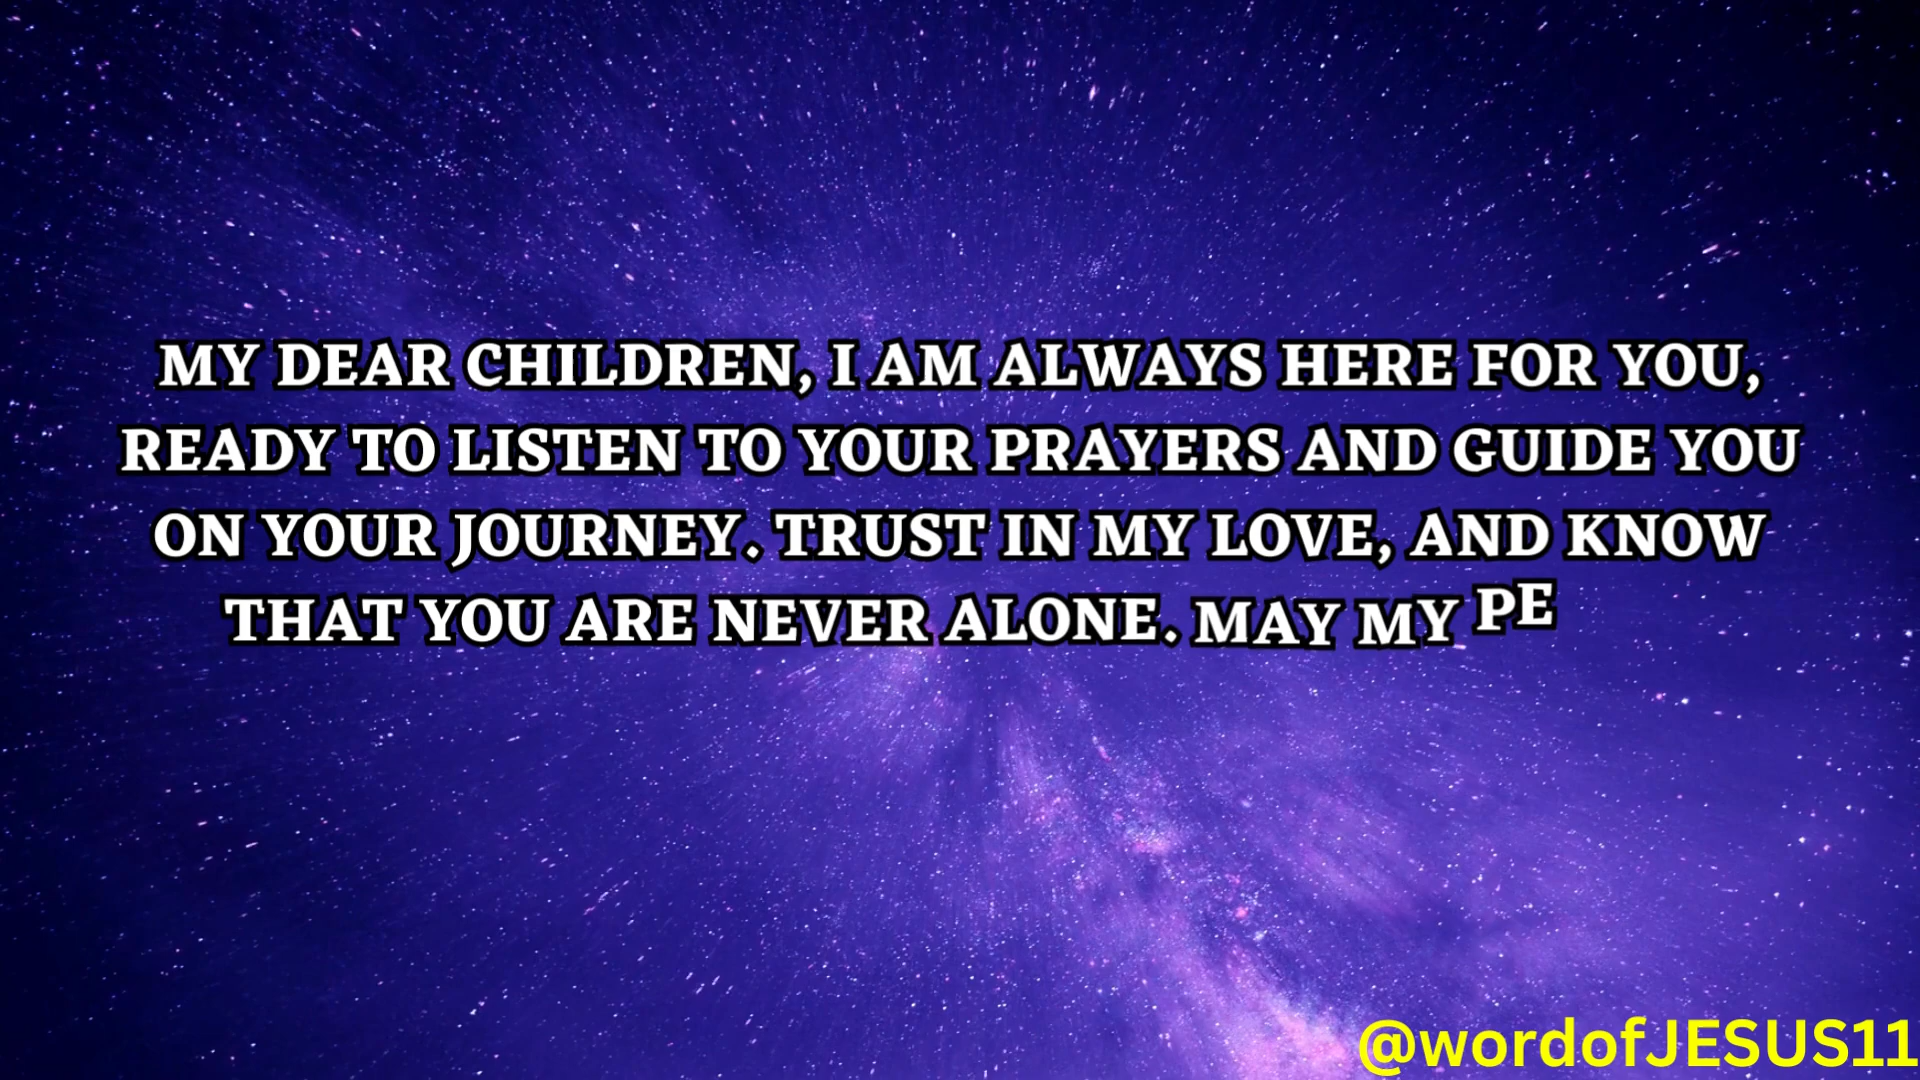 MY DEAR CHILDREN, I AM ALWAYS HERE FOR YOU,
READY TO LISTEN TO YOUR PRAYERS AND GUIDE YOU
ON YOUR JOURNEY. TRUST IN MY LOVE, AND KNOW
THAT YOU ARE NEVER ALONE. MAY MY PE
@wordofJESUS11